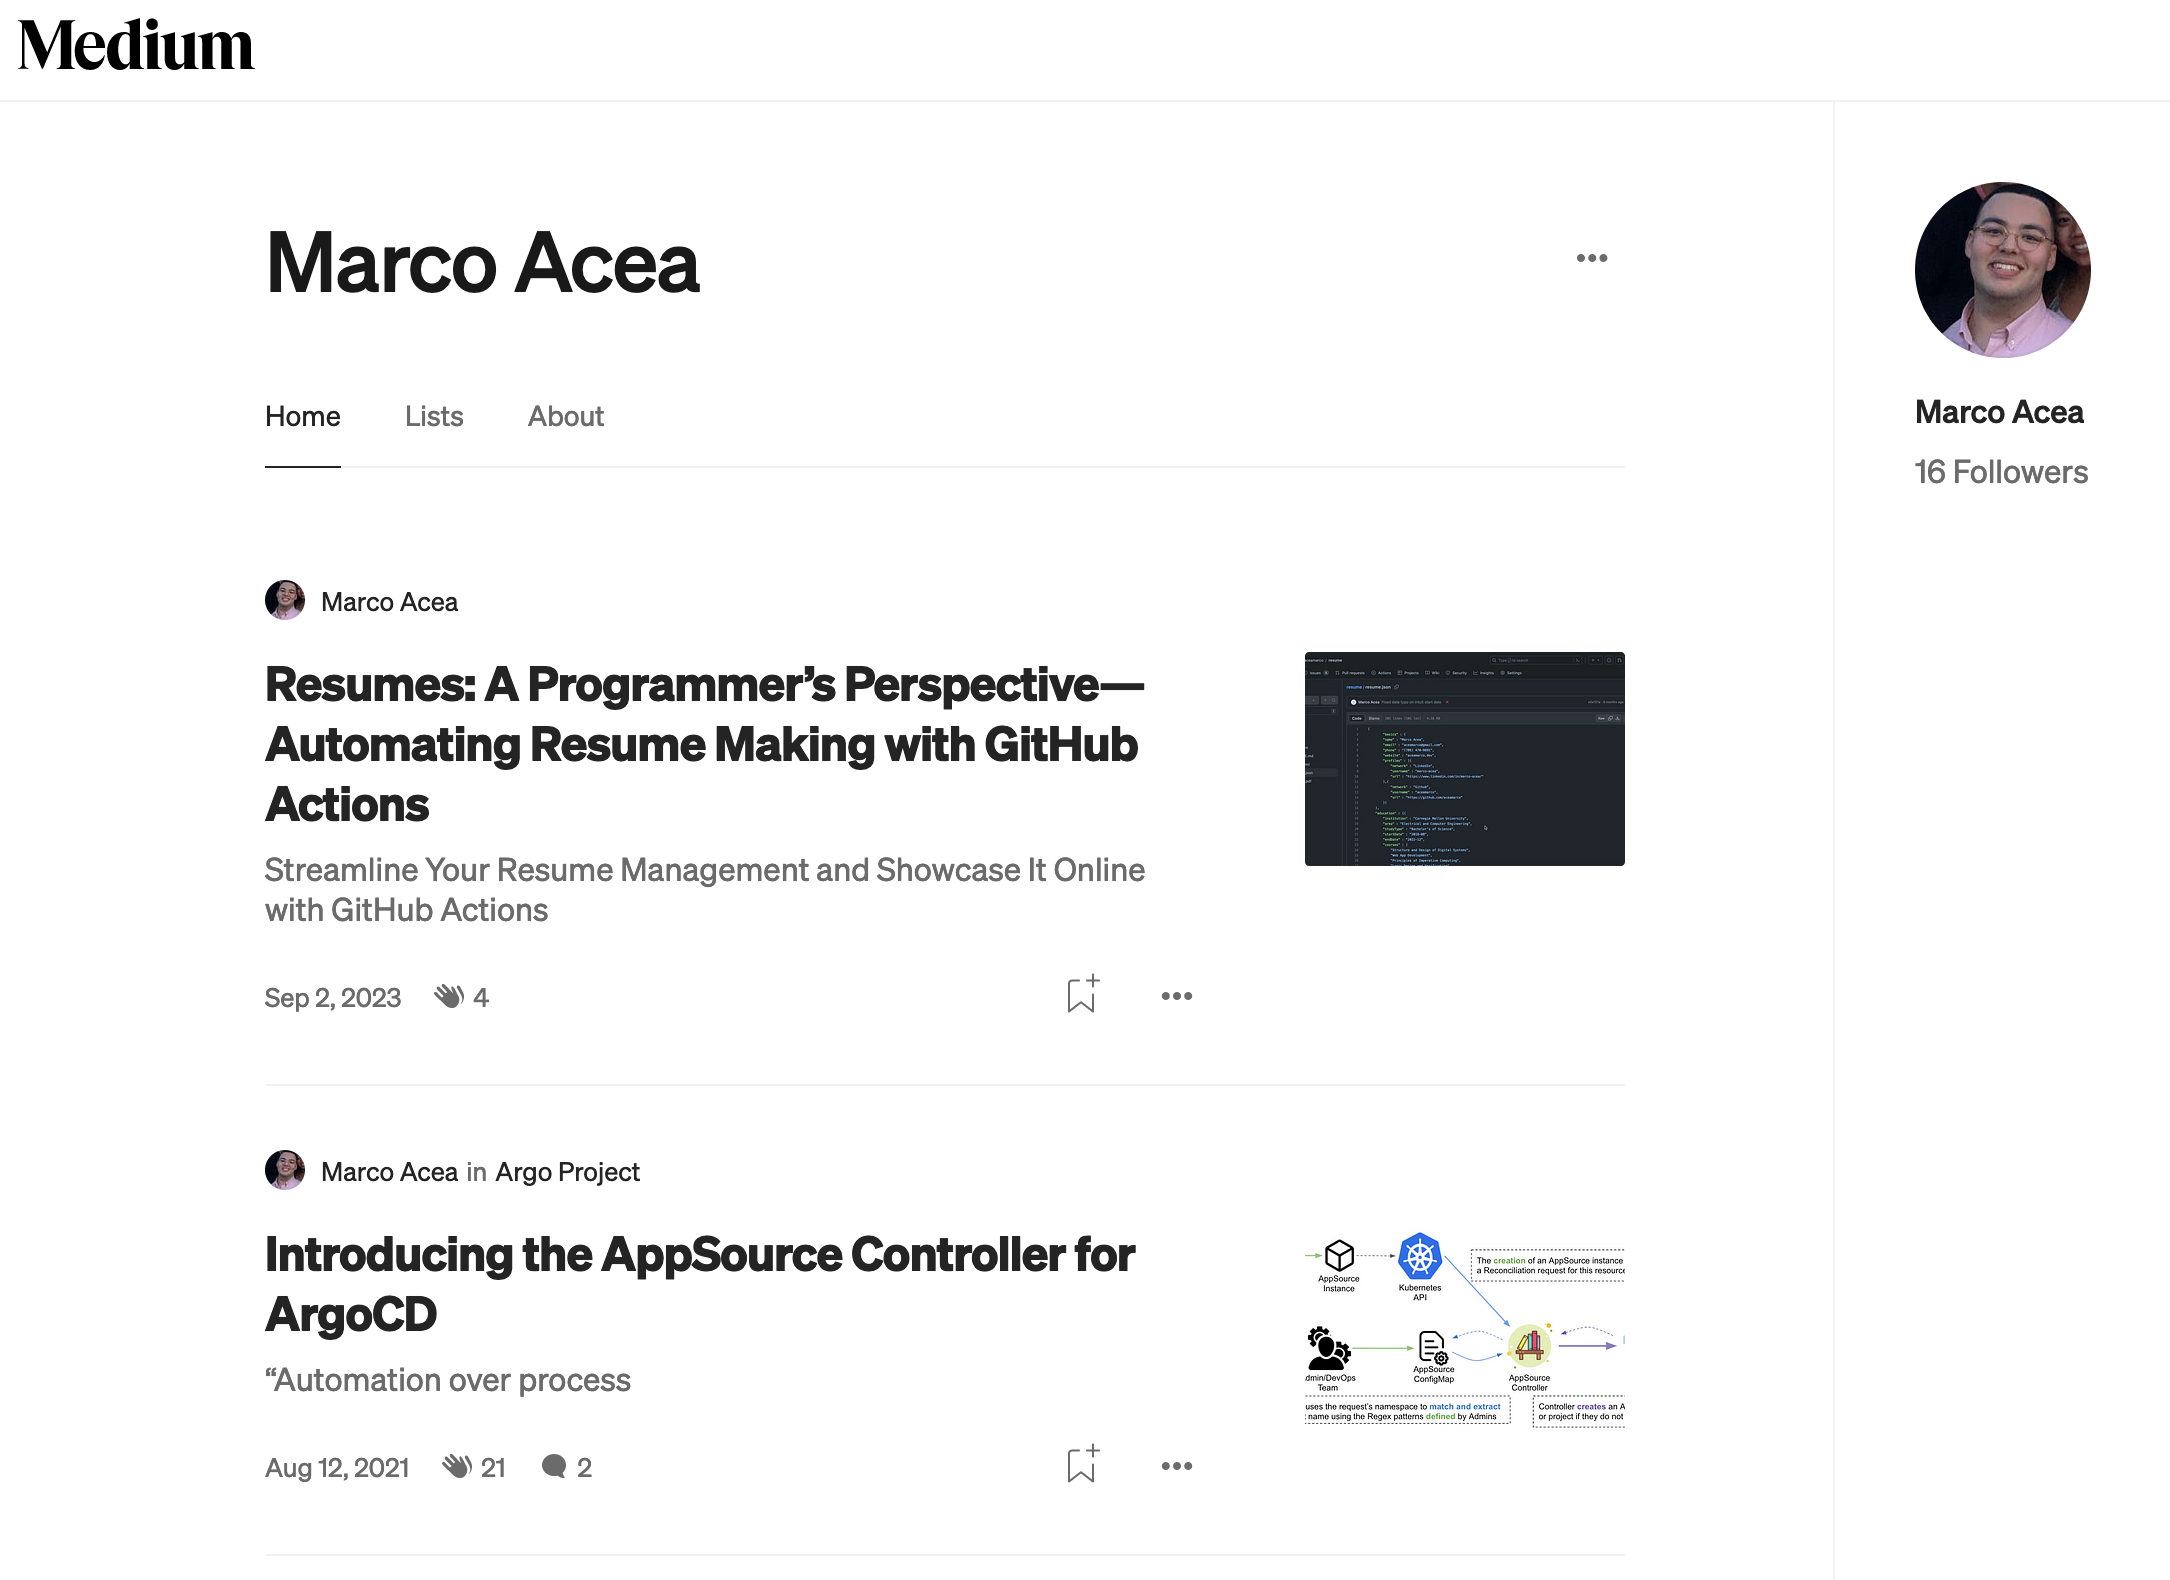 Medium
Marco Acea
Home Lists About
Marco Acea
16 Followers
Marco Acea
Resumes: A Programmer’s Perspective—
Automating Resume Making with GitHub
Actions
Streamline Your Resume Management and Showcase It Online
with GitHub Actions
Sep 2, 2023 4
Marco Acea in Argo Project
Introducing the AppSource Controller for
ArgoCD
“Automation over process
Aug 12, 2021 21 2
AppSource
Instance
Kubernetes
API
The creation of an AppSource instance
a Reconciliation request for this resource
dmin/DevOps
Team
AppSource
ConfigMap
AppSource
Controller
uses the request's namespace to match and extract
name using the Regex patterns defined by Admins
Controller creates an A
or project if they do not